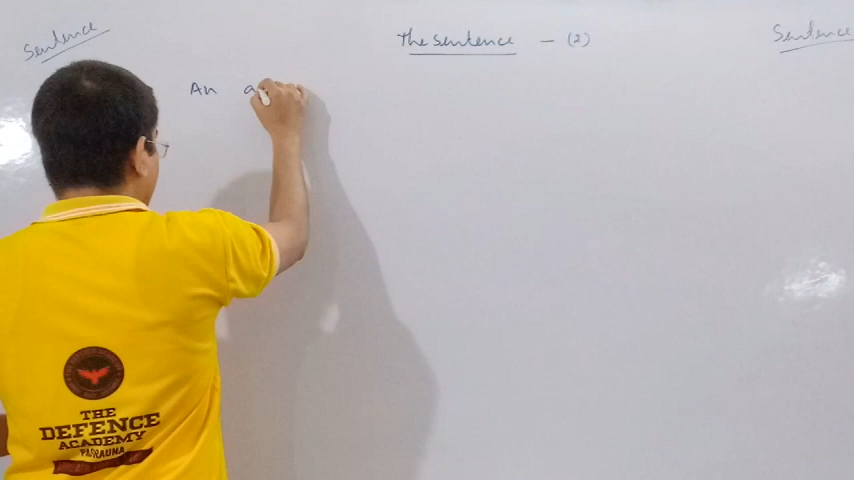 Sentence
The Sentence - (2)
Sentence
An a
THE
DEFENCE
ACADEMY
PADRAUNA